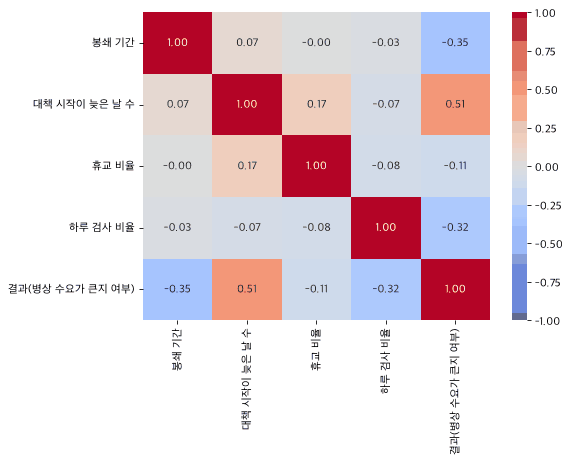 봉쇄 기간 1.00 0.07 -0.00 -0.03 -0.35
대책 시작이 늦은 날 수 0.07 1.00 0.17 -0.07 0.51
휴교 비율 -0.00 0.17 1.00 -0.08 -0.11
하루 검사 비율 -0.03 -0.07 -0.08 1.00 -0.32
결과(병상 수요가 큰지 여부) -0.35 0.51 -0.11 -0.32 1.00
봉쇄 기간
대책 시작이 늦은 날 수
휴교 비율
하루 검사 비율
결과(병상 수요가 큰지 여부)
1.00
0.75
0.50
0.25
0.00
-0.25
-0.50
-0.75
-1.00